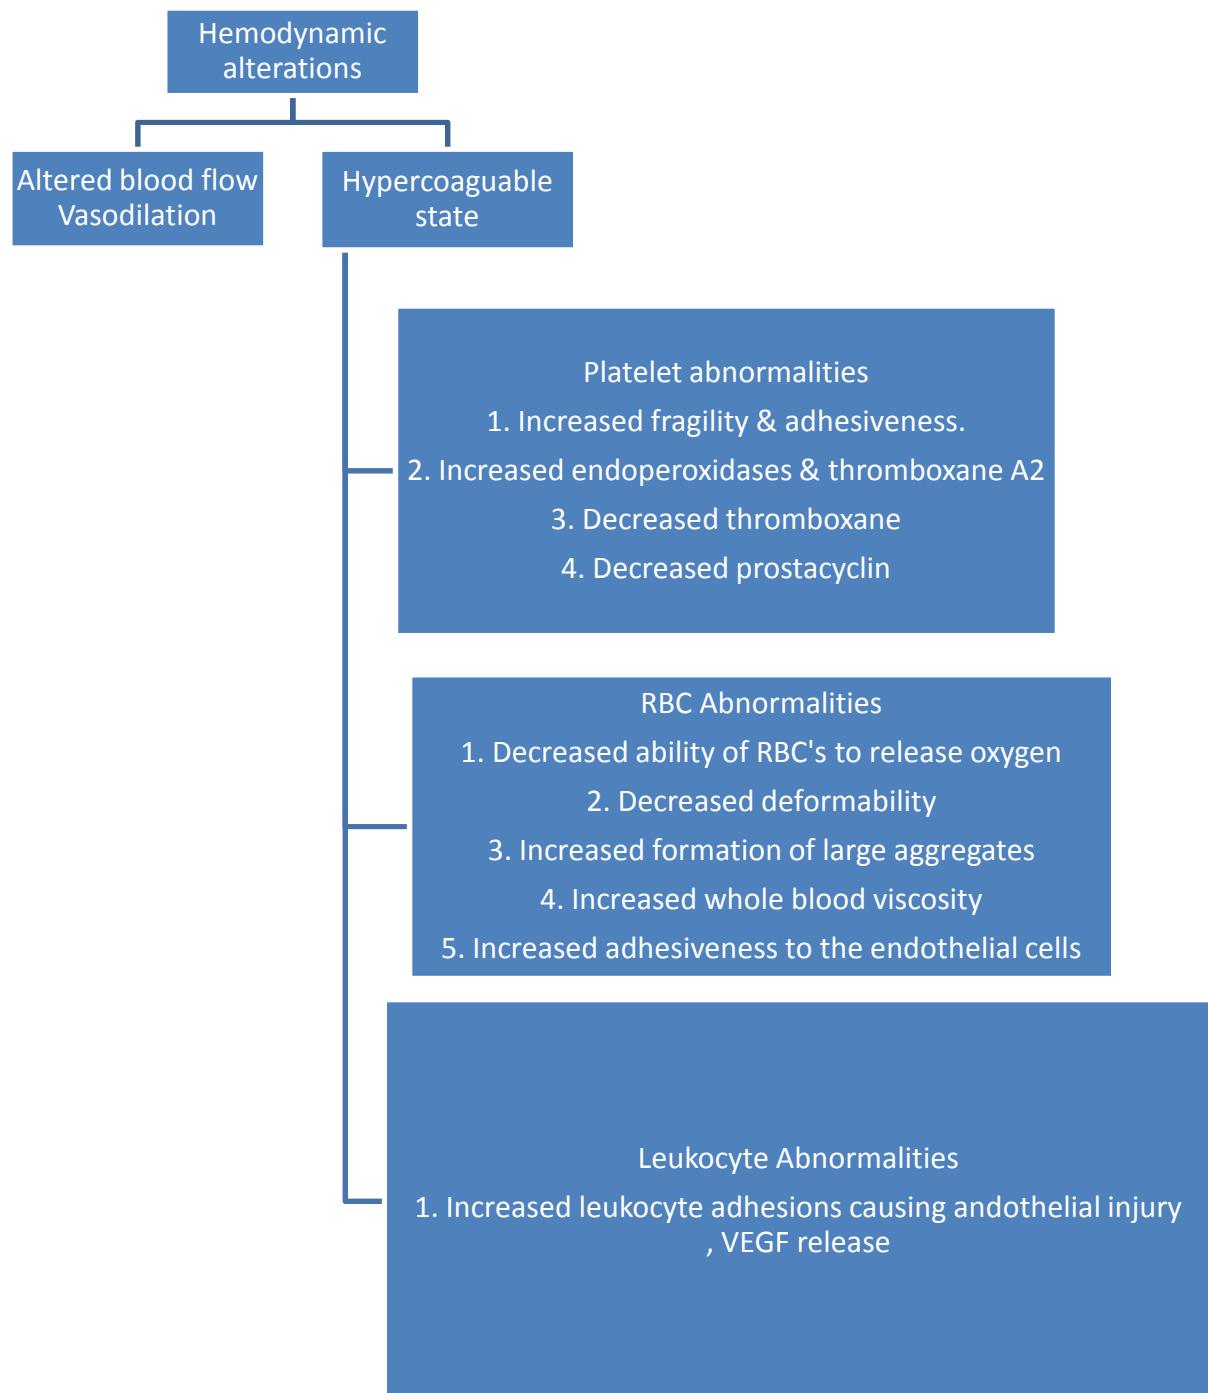 Hemodynamic
alterations
Altered blood flow
Vasodilation
Hypercoaguable
state
Platelet abnormalities
1. Increased fragility & adhesiveness.
2. Increased endoperoxidases & thromboxane A2
3. Decreased thromboxane
4. Decreased prostacyclin
RBC Abnormalities
1. Decreased ability of RBC's to release oxygen
2. Decreased deformability
3. Increased formation of large aggregates
4. Increased whole blood viscosity
5. Increased adhesiveness to the endothelial cells
Leukocyte Abnormalities
1. Increased leukocyte adhesions causing andothelial injury
, VEGF release